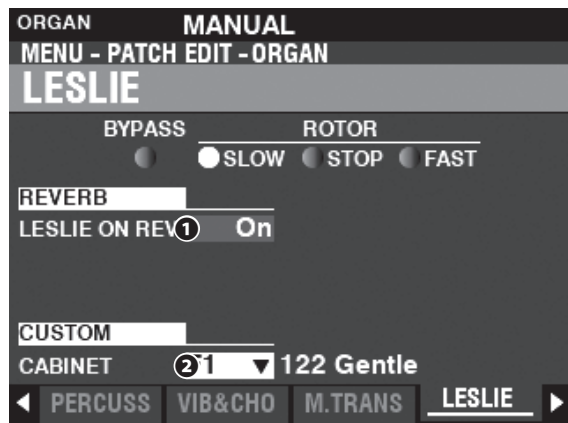 ORGAN MANUAL
MENU - PATCH EDIT - ORGAN
LESLIE
BYPASS ROTOR
SLOW STOP FAST
REVERB
LESLIE ON REV 1 On
CUSTOM
CABINET 2 1 ▼ 122 Gentle
◀ PERCUSS VIB&CHO M.TRANS LESLIE ▶